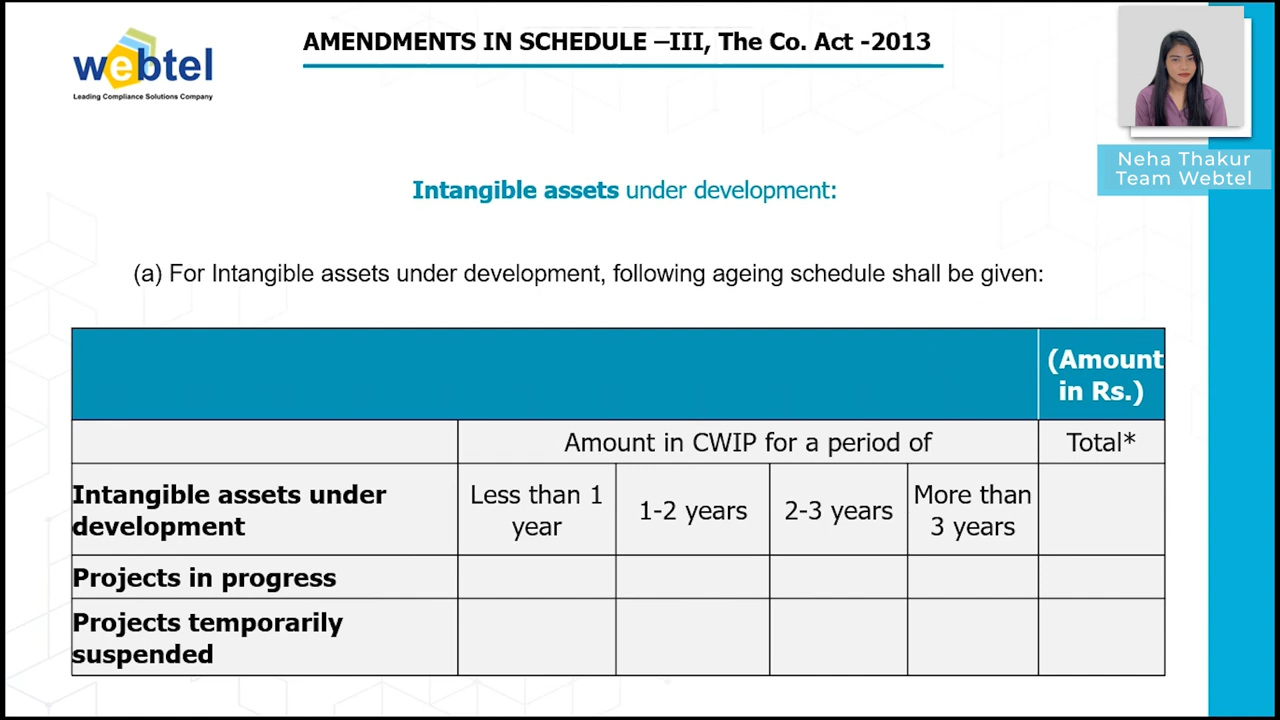 webtel
Leading Compliance Solutions Company
AMENDMENTS IN SCHEDULE –III, The Co. Act -2013
Neha Thakur
Team Webtel
Intangible assets under development:
(a) For Intangible assets under development, following ageing schedule shall be given:
(Amount
in Rs.)
Amount in CWIP for a period of
Total*
Intangible assets under
development
Less than 1
year
1-2 years
2-3 years
More than
3 years
Projects in progress
Projects temporarily
suspended